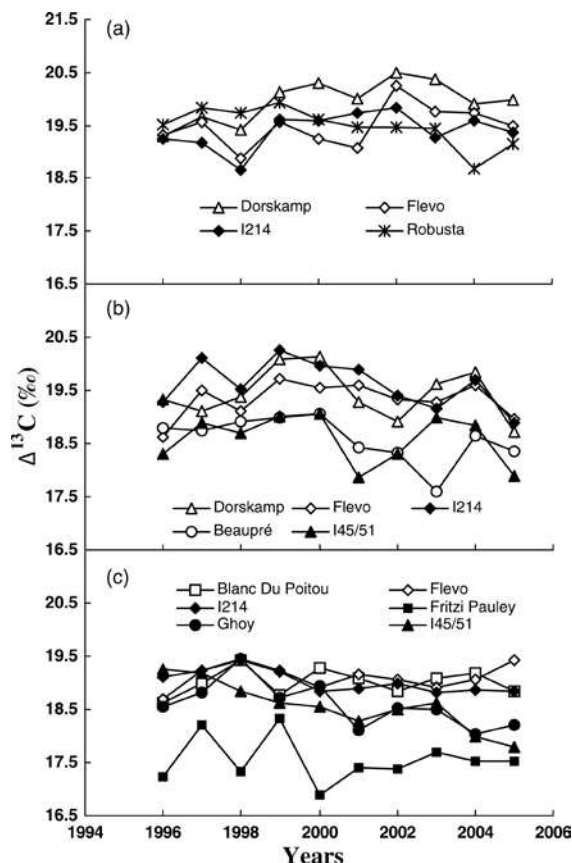 (a)
20.5
19.5
18.5
17.5
16.5
Dorskamp Flevo
I214 Robusta
(b)
20.5
19.5
18.5
17.5
16.5
Δ 13C (‰)
Dorskamp Flevo I214
Beaupré I45/51
(c)
Blanc Du Poitou Flevo
I214 Fritzi Pauley
Ghoy I45/51
20.5
19.5
18.5
17.5
16.5
1994 1996 1998 2000 2002 2004 2006
Years